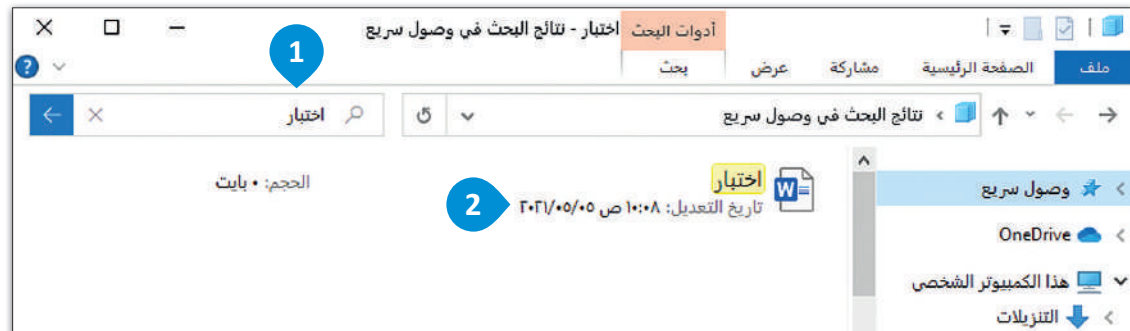 أدوات البحث اختبار - نتائج البحث في وصول سريع
ملف الصفحة الرئيسية مشاركة عرض بحث
1
نتائج البحث في وصول سريع
اختبار
وصول سريع
OneDrive
هذا الكمبيوتر الشخصي
التنزيلات
اختبار
الحجم: ٠ بايت
تاريخ التعديل: ١٠:٠٨ ص ٢٠٢١/٠٥/٠٥
2